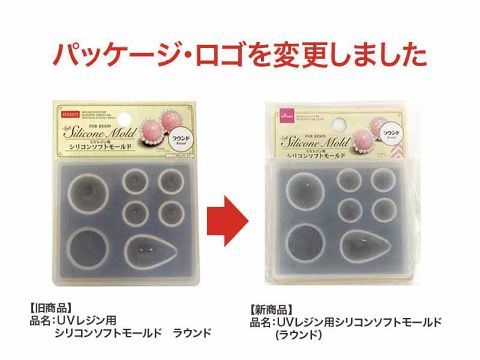 パッケージ・ロゴを変更しました
DAISO
FOR RESIN
Soft
Silicone Mold
UVレジン用
シリコンソフトモールド
ラウンド
Round
FOR RESIN
Soft
Silicone Mold
UVレジン用
シリコンソフトモールド
ラウンド
Round
【旧商品】
品名：UVレジン用
シリコンソフトモールド ラウンド
【新商品】
品名：UVレジン用シリコンソフトモールド
(ラウンド)